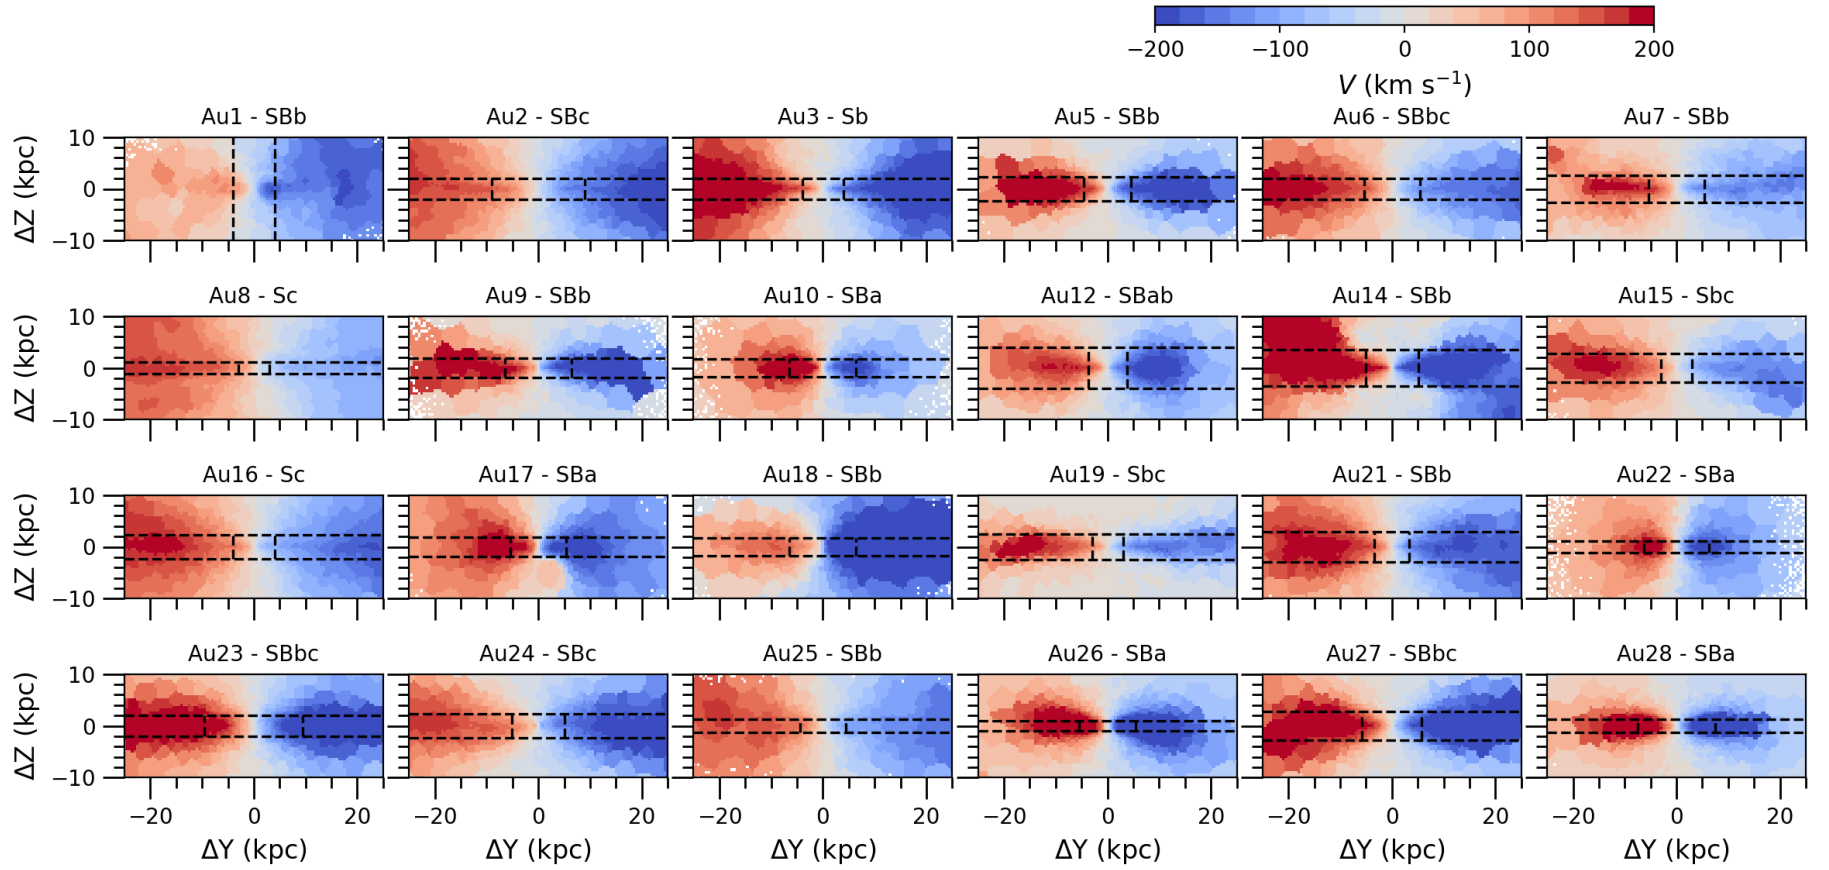 −200 −100 0 100 200
V (km s⁻¹)
Au1 - SBb Au2 - SBc Au3 - Sb Au5 - SBb Au6 - SBbc Au7 - SBb
10
0
−10
ΔZ (kpc)
Au8 - Sc Au9 - SBb Au10 - SBa Au12 - SBab Au14 - SBb Au15 - Sbc
10
0
−10
ΔZ (kpc)
Au16 - Sc Au17 - SBa Au18 - SBb Au19 - Sbc Au21 - SBb Au22 - SBa
10
0
−10
ΔZ (kpc)
Au23 - SBbc Au24 - SBc Au25 - SBb Au26 - SBa Au27 - SBbc Au28 - SBa
10
0
−10
ΔZ (kpc)
−20 0 20 −20 0 20 −20 0 20 −20 0 20 −20 0 20 −20 0 20
ΔY (kpc) ΔY (kpc) ΔY (kpc) ΔY (kpc) ΔY (kpc) ΔY (kpc)